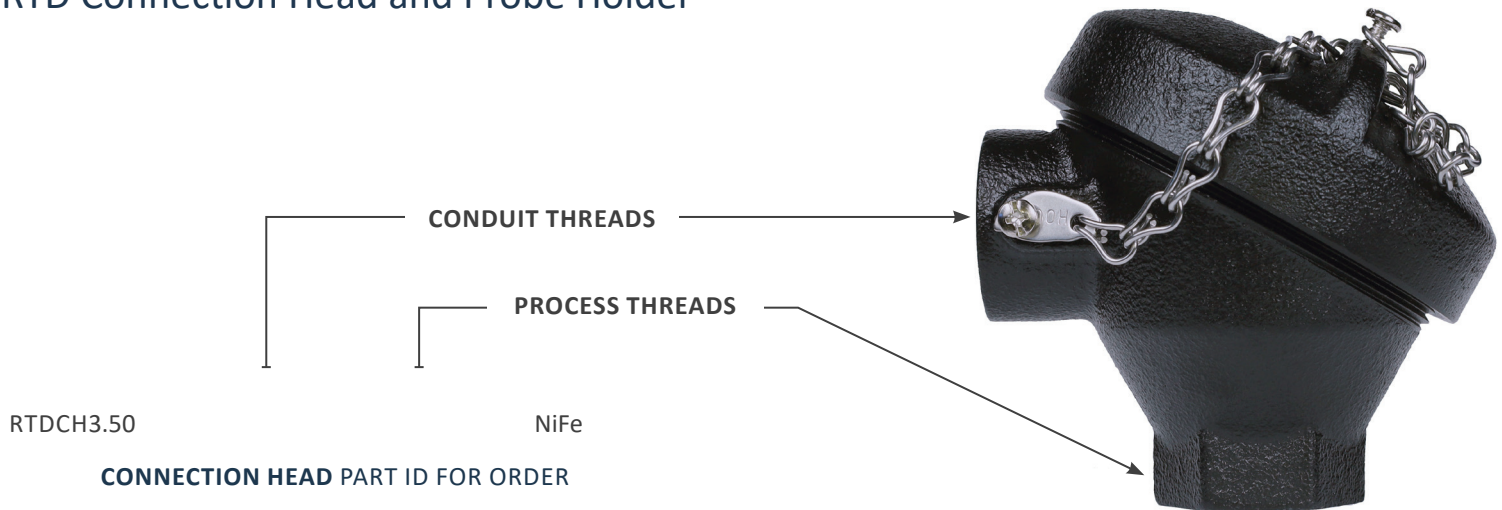 RTD Connection Head and Probe Holder
CONDUIT THREADS
PROCESS THREADS
RTDCH3.50 NiFe
CONNECTION HEAD PART ID FOR ORDER